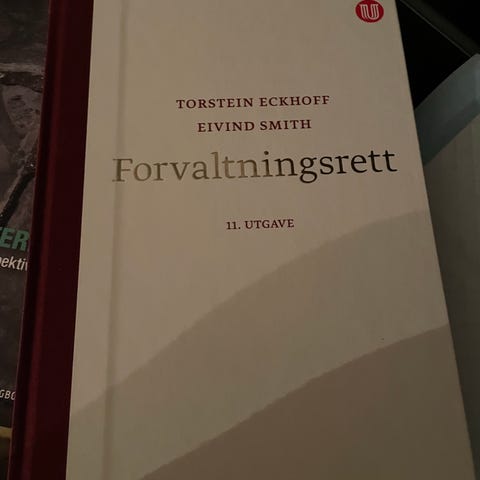 TORSTEIN ECKHOFF
EIVIND SMITH
Forvaltningsrett
11. UTGAVE